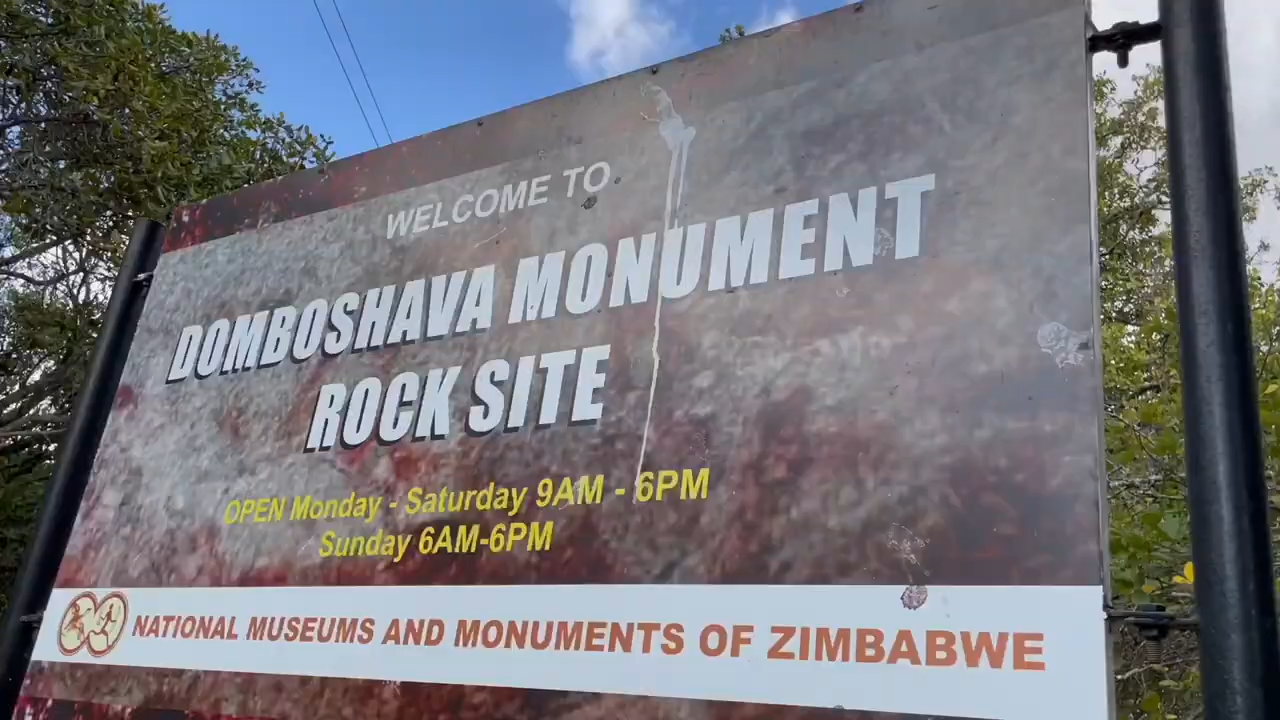 WELCOME TO
DOMBOSHAVA MONUMENT
ROCK SITE
OPEN Monday - Saturday 9AM - 6PM
Sunday 6AM-6PM
NATIONAL MUSEUMS AND MONUMENTS OF ZIMBABWE